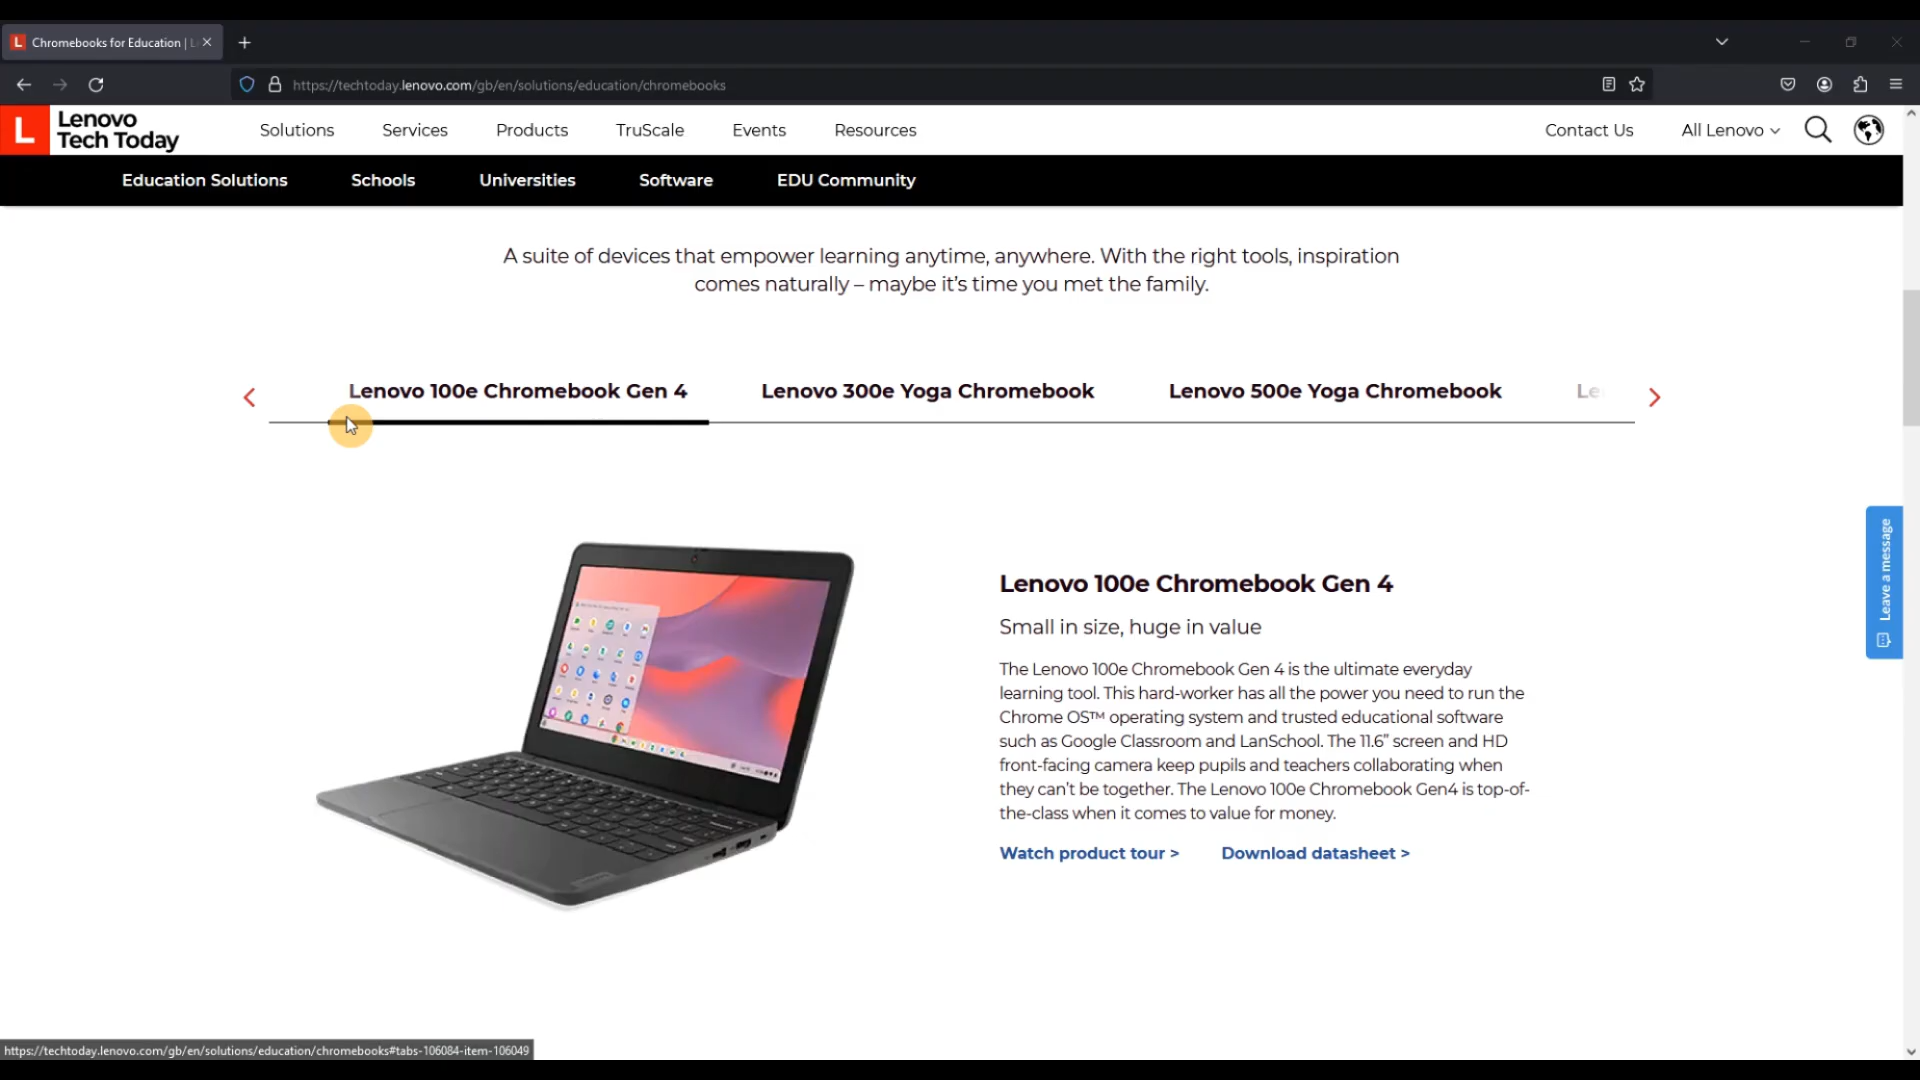 Chromebooks for Education |
https://techtoday.lenovo.com/gb/en/solutions/education/chromebooks
L
Lenovo
Tech Today
Solutions
Services
Products
TruScale
Events
Resources
Contact Us
All Lenovo
Education Solutions
Schools
Universities
Software
EDU Community
A suite of devices that empower learning anytime, anywhere. With the right tools, inspiration
comes naturally – maybe it's time you met the family.
Lenovo 100e Chromebook Gen 4
Lenovo 300e Yoga Chromebook
Lenovo 500e Yoga Chromebook
Le
Lenovo 100e Chromebook Gen 4
Small in size, huge in value
The Lenovo 100e Chromebook Gen 4 is the ultimate everyday
learning tool. This hard-worker has all the power you need to run the
Chrome OS™ operating system and trusted educational software
such as Google Classroom and LanSchool. The 11.6” screen and HD
front-facing camera keep pupils and teachers collaborating when
they can't be together. The Lenovo 100e Chromebook Gen4 is top-of-
the-class when it comes to value for money.
Watch product tour >
Download datasheet >
Leave a message
https://techtoday.lenovo.com/gb/en/solutions/education/chromebooks#tabs-106084-item-106049